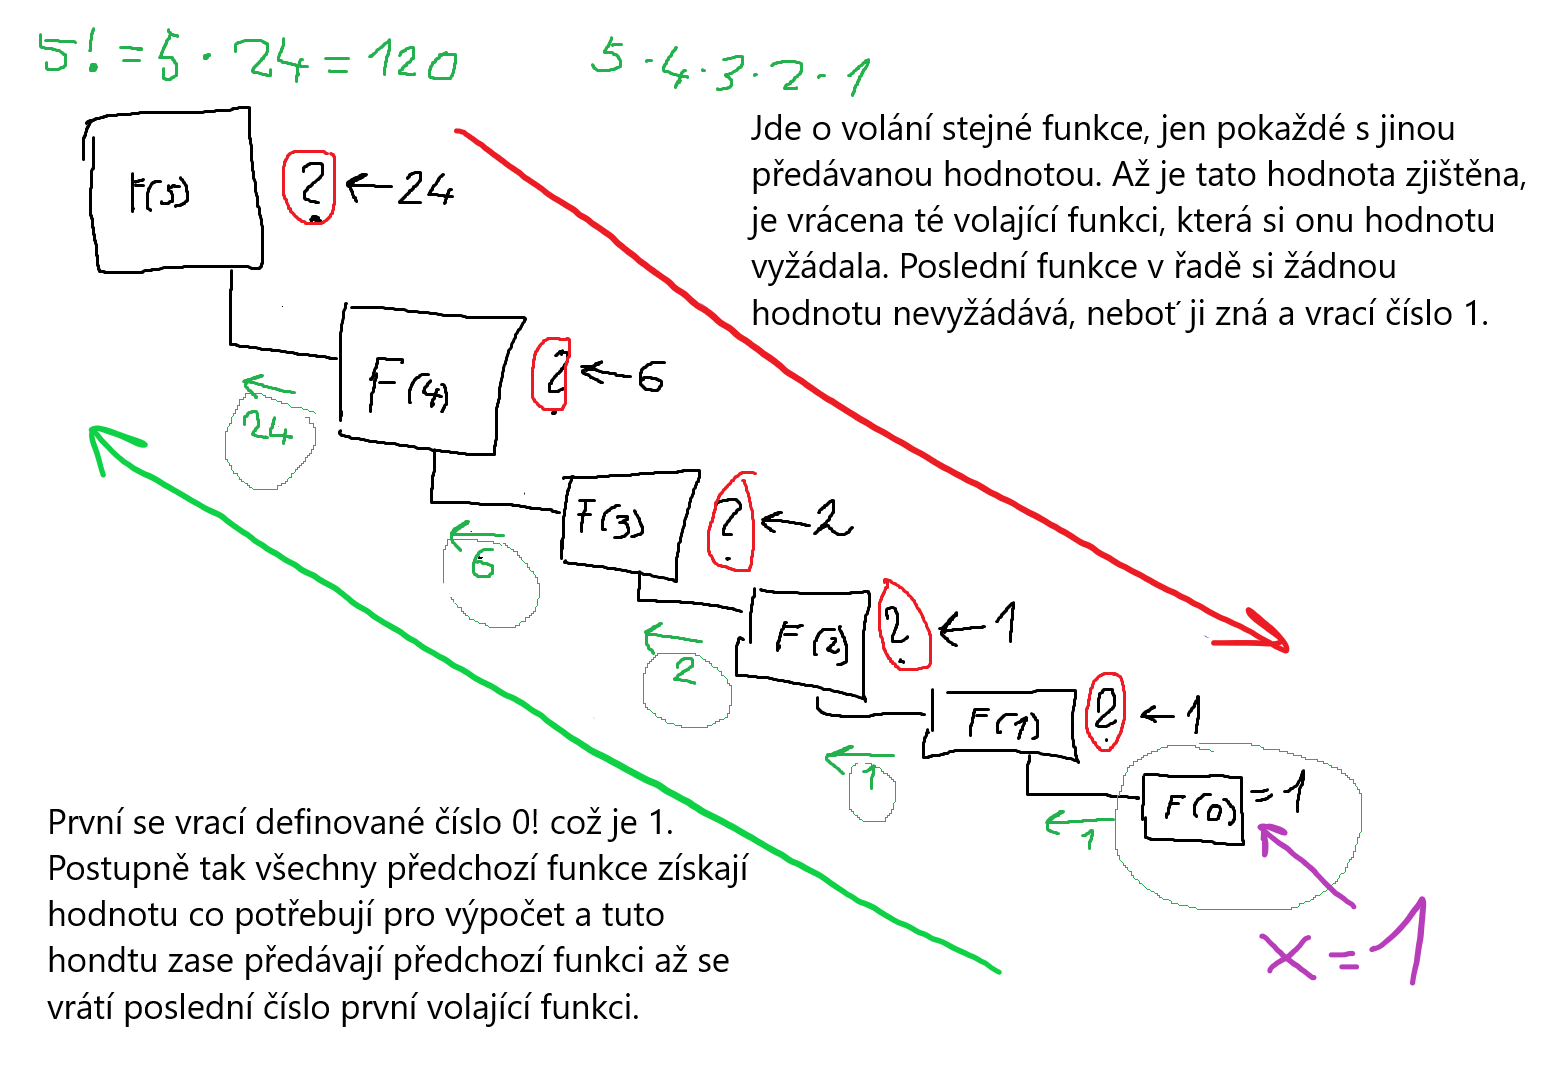 5! = 5 · 24 = 120
5 · 4 · 3 · 2 · 1
Jde o volání stejné funkce, jen pokaždé s jinou
předávanou hodnotou. Až je tato hodnota zjištěna,
je vrácena té volající funkci, která si onu hodnotu
vyžádala. Poslední funkce v řadě si žádnou
hodnotu nevyžádává, neboť ji zná a vrací číslo 1.
F(5) ? ← 24
F(4) ? ← 6
← 24
F(3) ? ← 2
← 6
F(2) ? ← 1
← 2
F(1) ? ← 1
← 1
F(0) = 1
← 1
x = 1
První se vrací definované číslo 0! což je 1.
Postupně tak všechny předchozí funkce získají
hodnotu co potřebují pro výpočet a tuto
hondtu zase předávají předchozí funkci až se
vrátí poslední číslo první volající funkci.